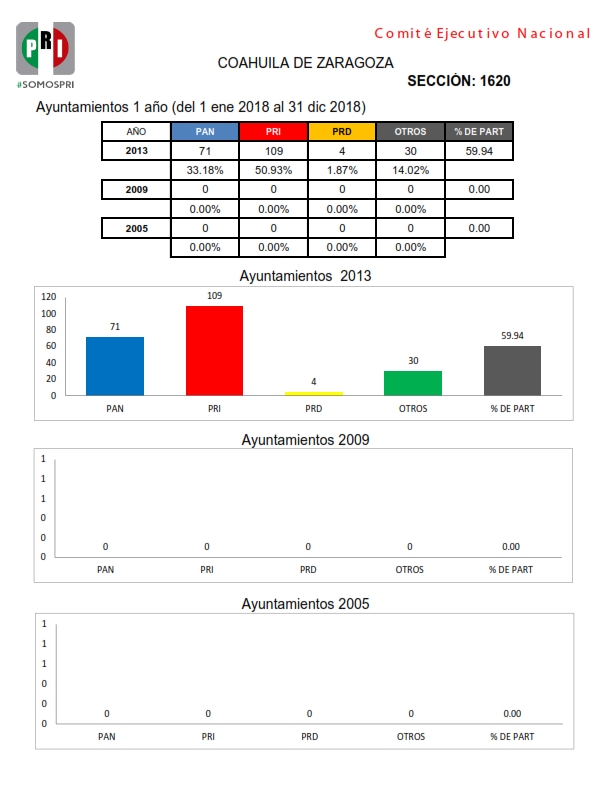 PRI
#SOMOSPRI
Comité Ejecutivo Nacional
COAHUILA DE ZARAGOZA
SECCIÓN: 1620
Ayuntamientos 1 año (del 1 ene 2018 al 31 dic 2018)
AÑO PAN PRI PRD OTROS % DE PART
2013 71 109 4 30 59.94
33.18% 50.93% 1.87% 14.02%
2009 0 0 0 0 0.00
0.00% 0.00% 0.00% 0.00%
2005 0 0 0 0 0.00
0.00% 0.00% 0.00% 0.00%
Ayuntamientos 2013
120
100
80
60
40
20
0
71 109 4 30 59.94
PAN PRI PRD OTROS % DE PART
Ayuntamientos 2009
1
1
1
0
0
0
0 0 0 0 0.00
PAN PRI PRD OTROS % DE PART
Ayuntamientos 2005
1
1
1
0
0
0
0 0 0 0 0.00
PAN PRI PRD OTROS % DE PART